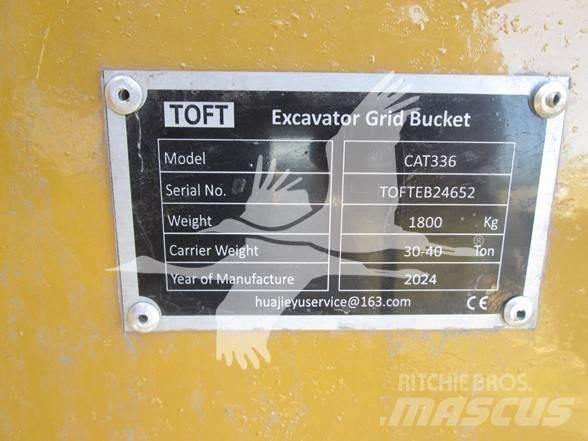 TOFT Excavator Grid Bucket
Model CAT336
Serial No. TOFTEB24652
Weight 1800 Kg
Carrier Weight 30-40 Ton
Year of Manufacture 2024
huajieyuservice@163.com CE
®
RITCHIE BROS.
MASCUS